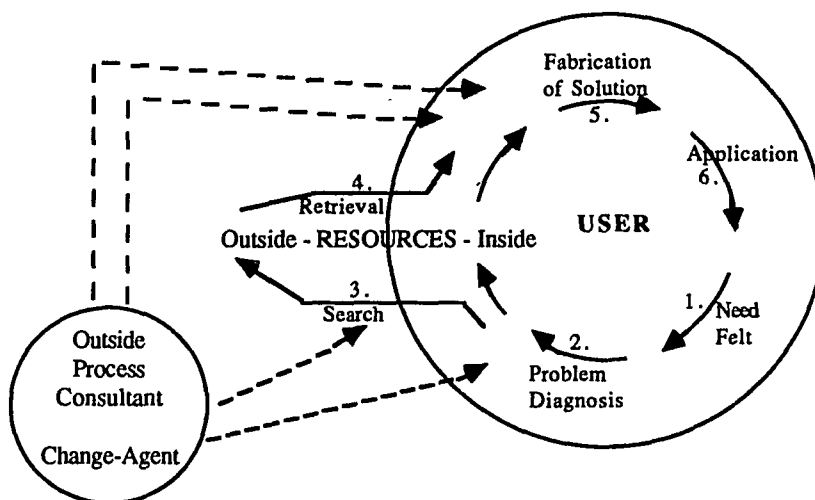 Fabrication
of Solution
5.
Application
6.
4.
Retrieval
USER
Outside - RESOURCES - Inside
3.
Search
1.
Need
Felt
2.
Problem
Diagnosis
Outside
Process
Consultant
Change-Agent